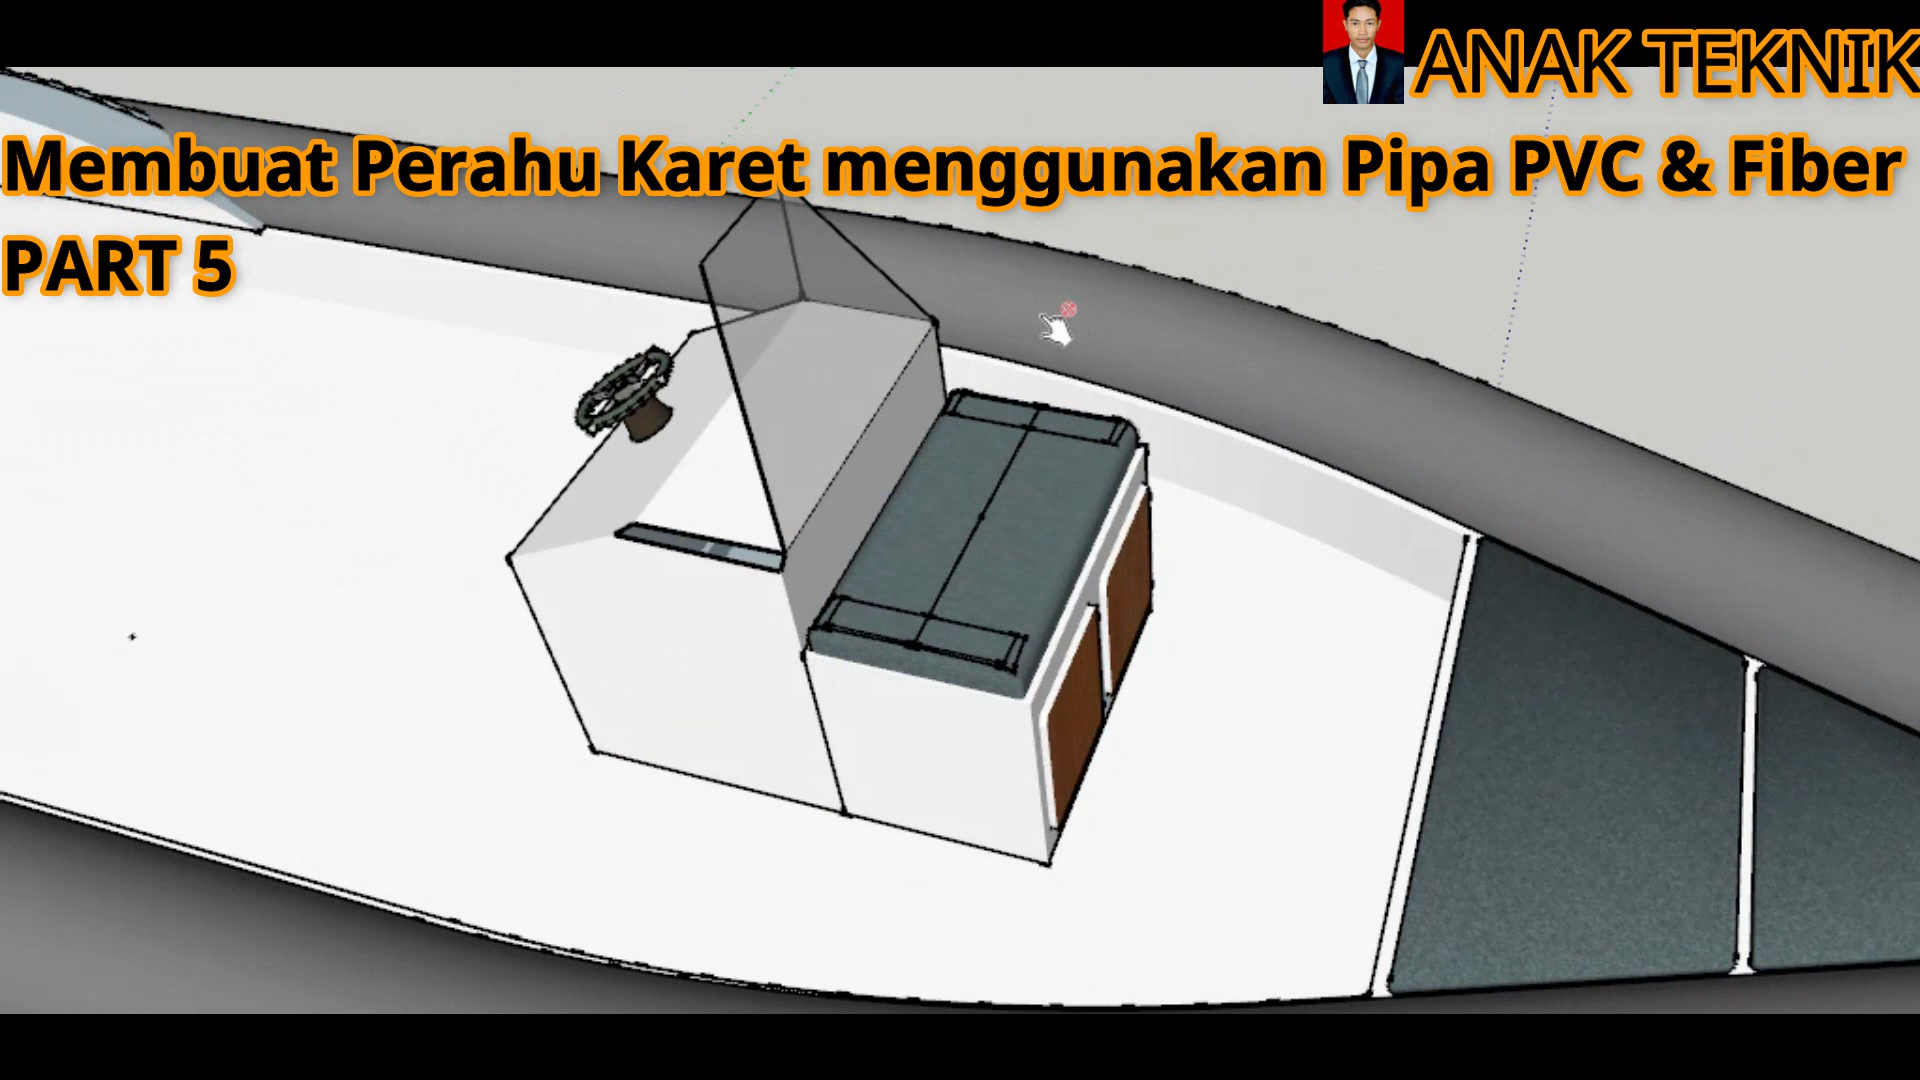 ANAK TEKNIK
Membuat Perahu Karet menggunakan Pipa PVC & Fiber
PART 5